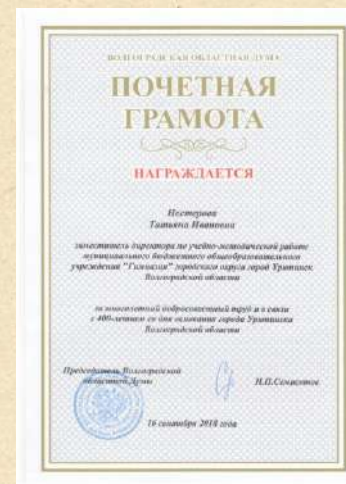 ВОЛГОГРАДСКАЯ ОБЛАСТНАЯ ДУМА
ПОЧЕТНАЯ
ГРАМОТА
НАГРАЖДАЕТСЯ
Нестерова
Татьяна Ивановна
заместитель директора по учебно-методической работе
муниципального бюджетного общеобразовательного
учреждения "Гимназия" городского округа город Урюпинск
Волгоградской области
за многолетний добросовестный труд и в связи
с 400-летием со дня основания города Урюпинска
Волгоградской области
Председатель Волгоградской
областной Думы
Н.П.Семисотов
16 сентября 2018 года